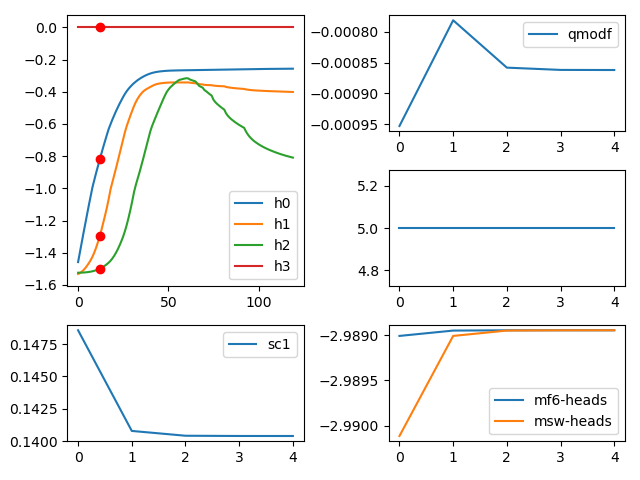 0.0
−0.2
−0.4
−0.6
−0.8
−1.0
−1.2
−1.4
−1.6
0 50 100
h0
h1
h2
h3
−0.00080
−0.00085
−0.00090
−0.00095
0 1 2 3 4
qmodf
5.2
5.0
4.8
0 1 2 3 4
0.1475
0.1450
0.1425
0.1400
0 1 2 3 4
sc1
−2.9890
−2.9895
−2.9900
0 1 2 3 4
mf6-heads
msw-heads